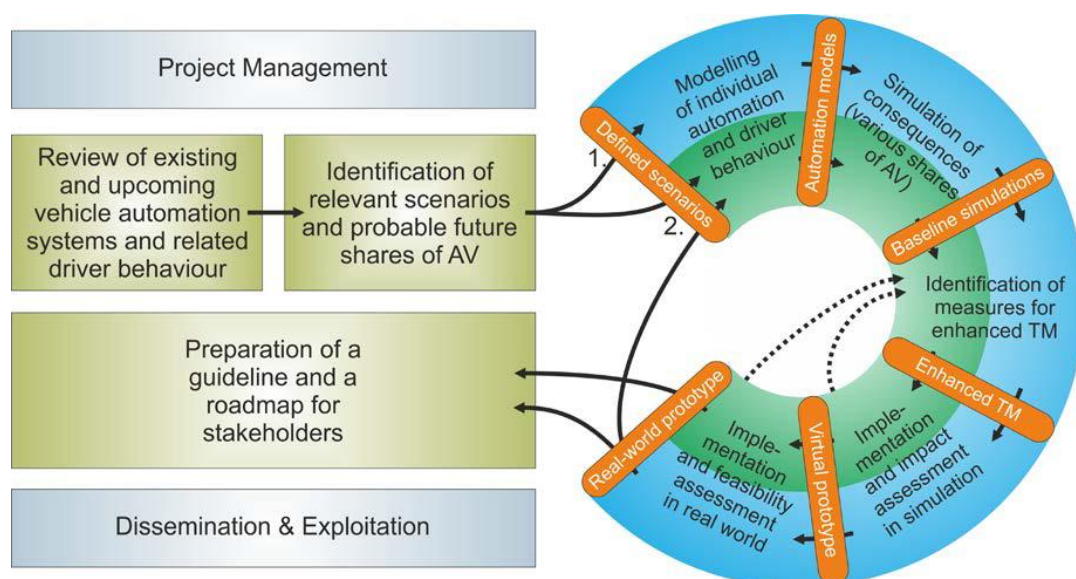 Project Management
Review of existing
and upcoming
vehicle automation
systems and related
driver behaviour
Identification of
relevant scenarios
and probable future
shares of AV
Preparation of a
guideline and a
roadmap for
stakeholders
Dissemination & Exploitation
1.
2.
Defined scenarios
Modelling
of individual
automation
and driver
behaviour
Automation models
Simulation of
consequences
(various shares
of AV)
Baseline simulations
Identification of
measures for
enhanced TM
Enhanced TM
Imple-
mentation
and impact
assessment
in simulation
Virtual prototype
Imple-
mentation
and feasibility
assessment
in real world
Real-world prototype